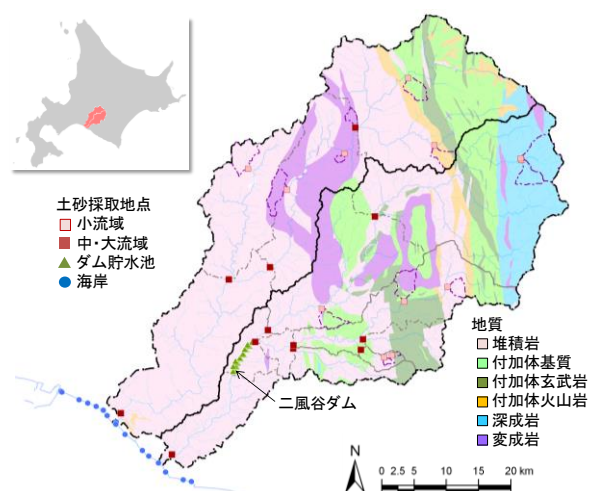 土砂採取地点
小流域
中・大流域
ダム貯水池
海岸
二風谷ダム
地質
堆積岩
付加体基質
付加体玄武岩
付加体火山岩
深成岩
変成岩
N
0 2.5 5 10 15 20 km